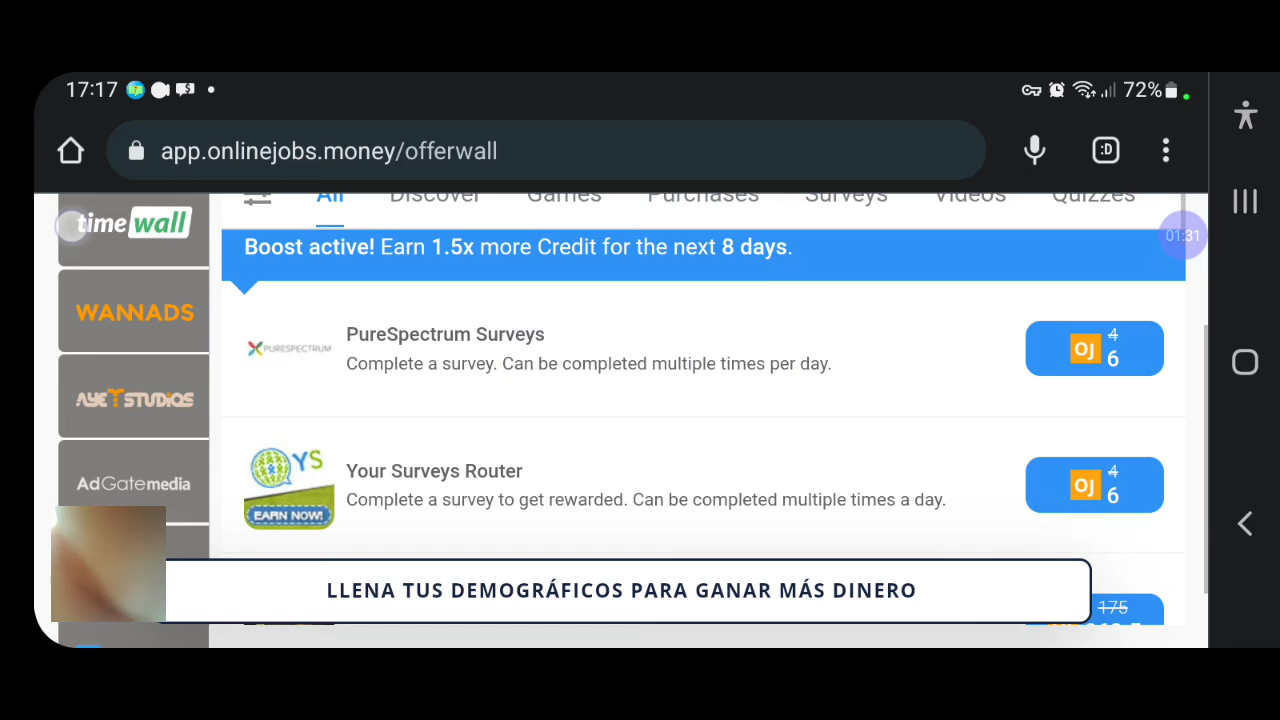 17:17
72%
app.onlinejobs.money/offerwall
:D
timewall
All Discover Games Purchases Surveys Videos Quizzes
01:31
Boost active! Earn 1.5x more Credit for the next 8 days.
WANNADS
PURESPECTRUM
PureSpectrum Surveys
Complete a survey. Can be completed multiple times per day.
OJ 4
6
AYET STUDIOS
YS
Your Surveys Router
Complete a survey to get rewarded. Can be completed multiple times a day.
EARN NOW!
OJ 4
6
AdGatemedia
LLENA TUS DEMOGRÁFICOS PARA GANAR MÁS DINERO
175